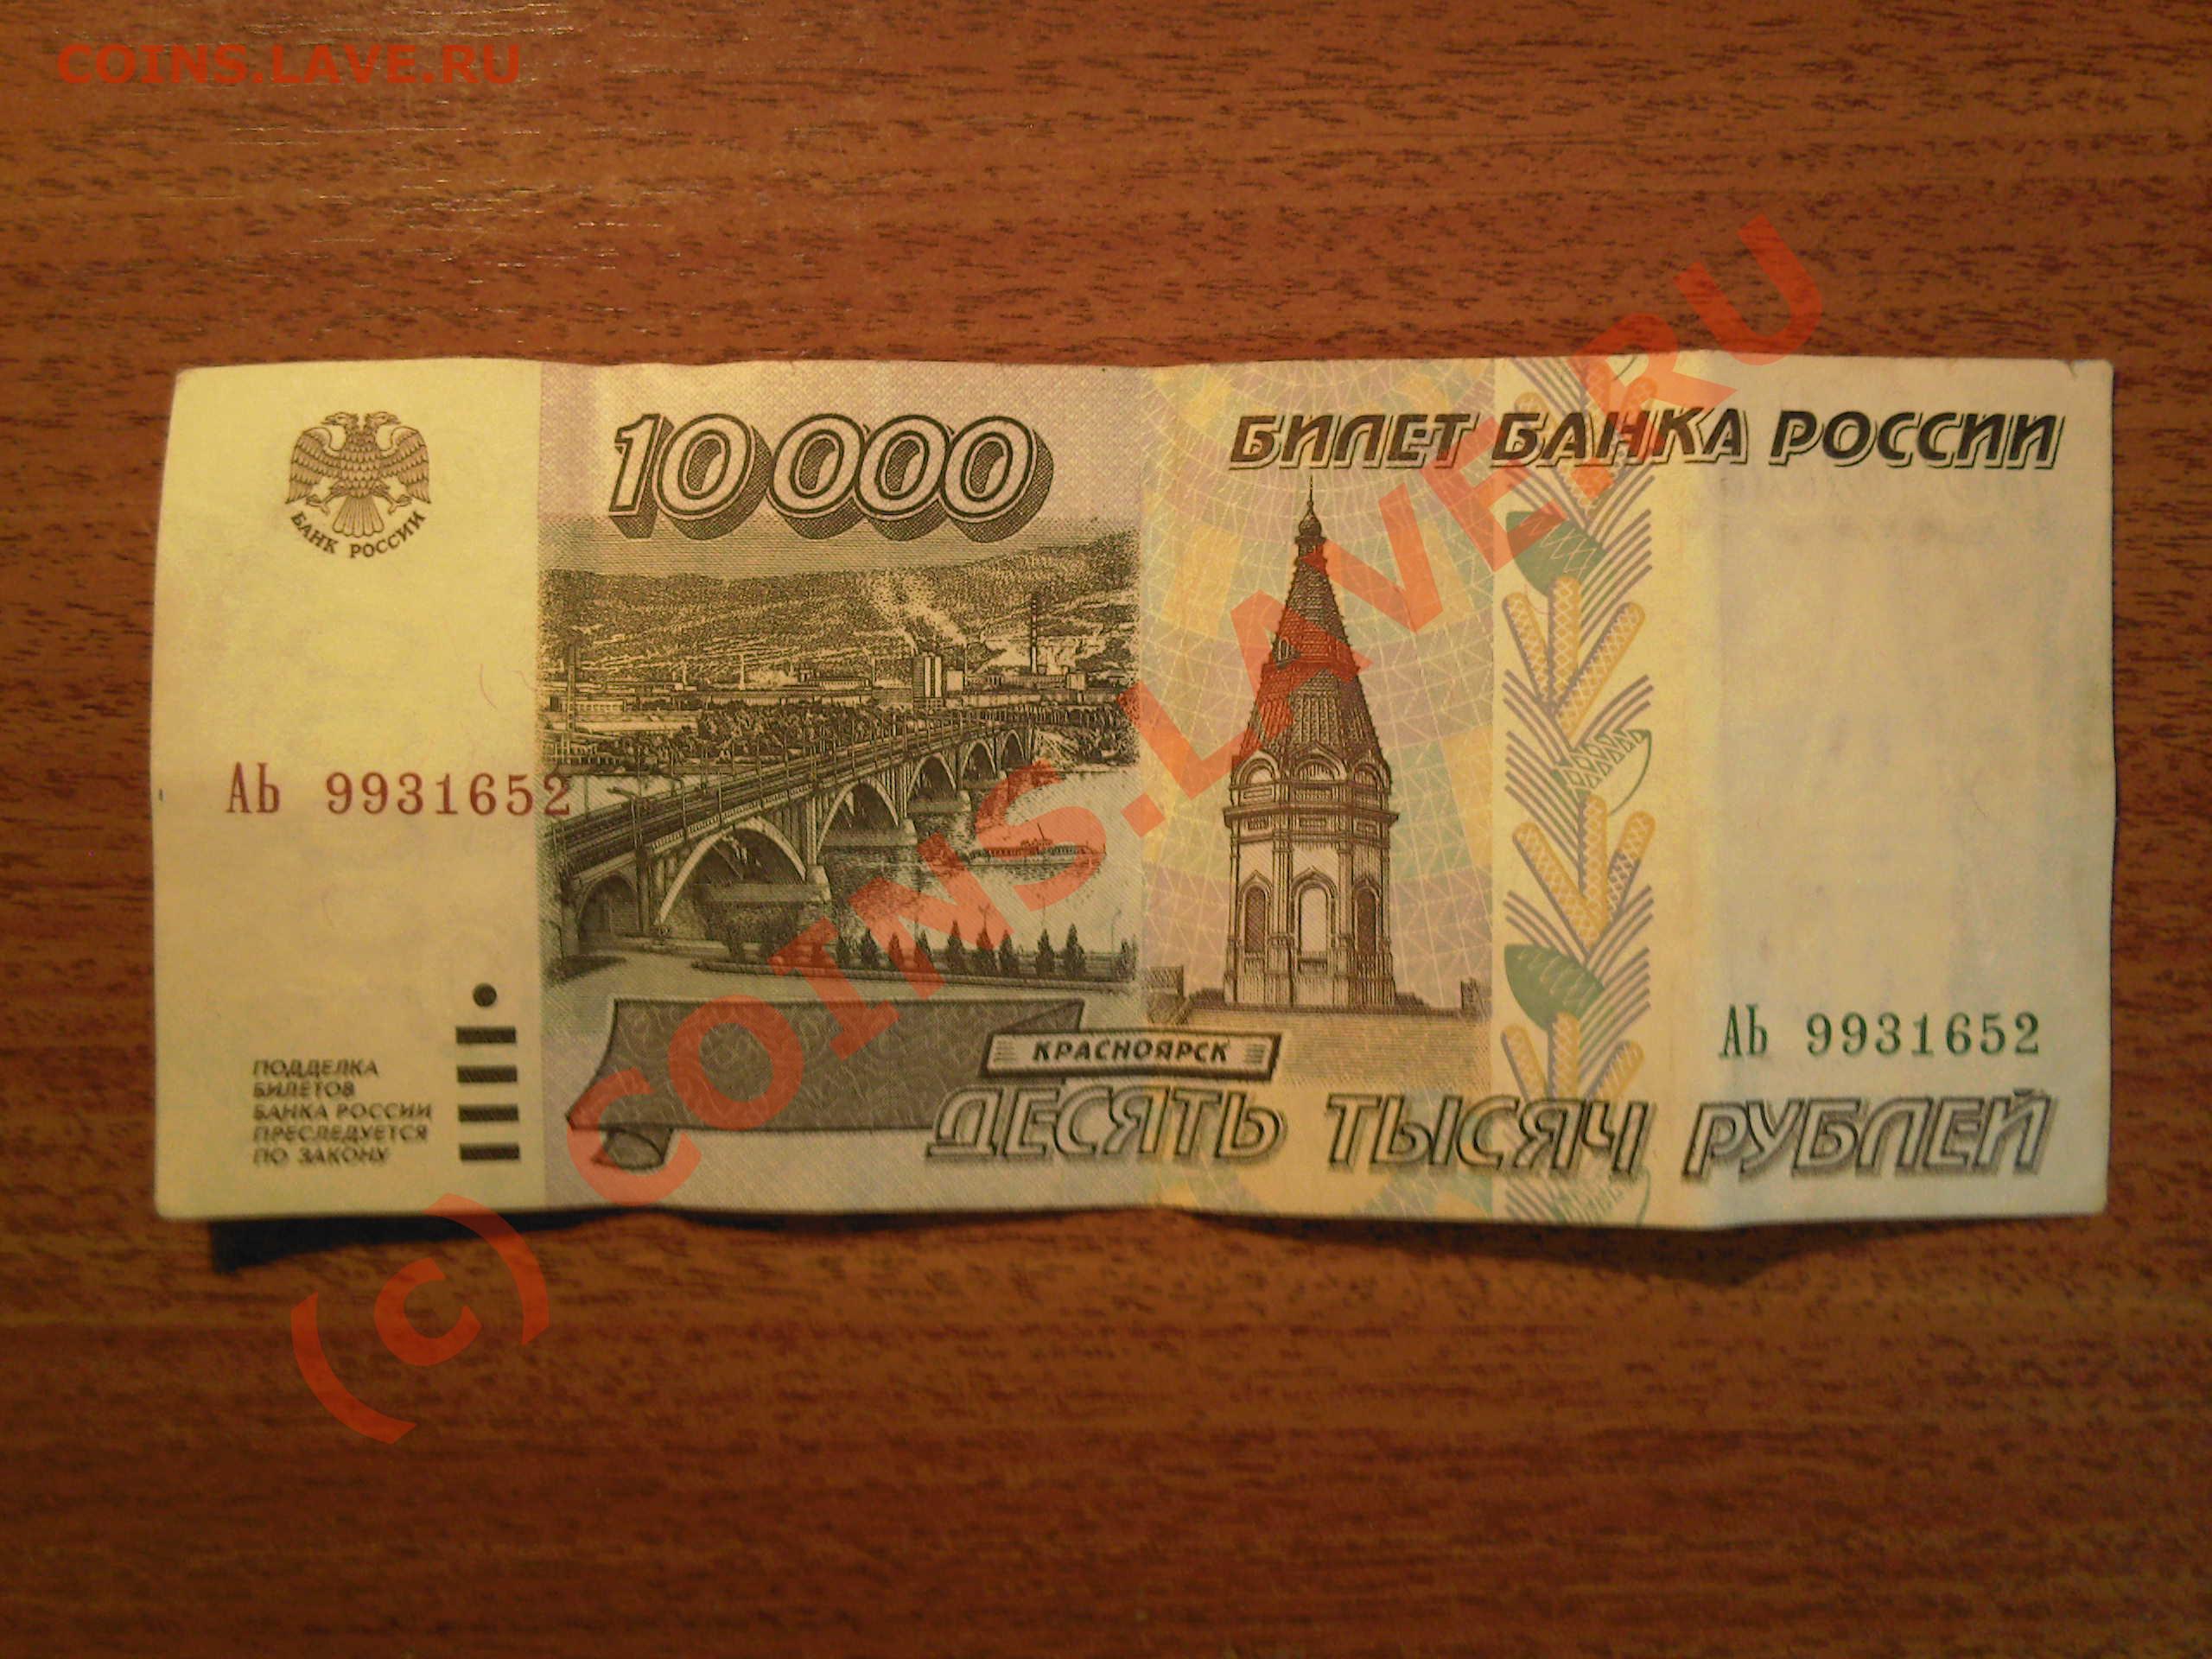 COINS.LAVE.RU
10 000
БИЛЕТ БАНКА РОССИИ
БАНК РОССИИ
АЬ 9931652
КРАСНОЯРСК
АЬ 9931652
ПОДДЕЛКА
БИЛЕТОВ
БАНКА РОССИИ
ПРЕСЛЕДУЕТСЯ
ПО ЗАКОНУ
ДЕСЯТЬ ТЫСЯЧ РУБЛЕЙ
(c) COINS.LAVE.RU